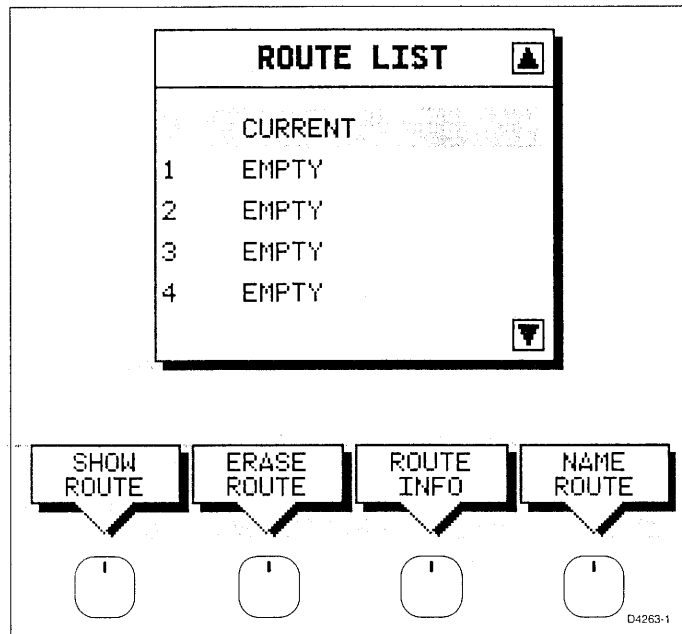 ROUTE LIST
CURRENT
1 EMPTY
2 EMPTY
3 EMPTY
4 EMPTY
SHOW ROUTE
ERASE ROUTE
ROUTE INFO
NAME ROUTE
D4263-1